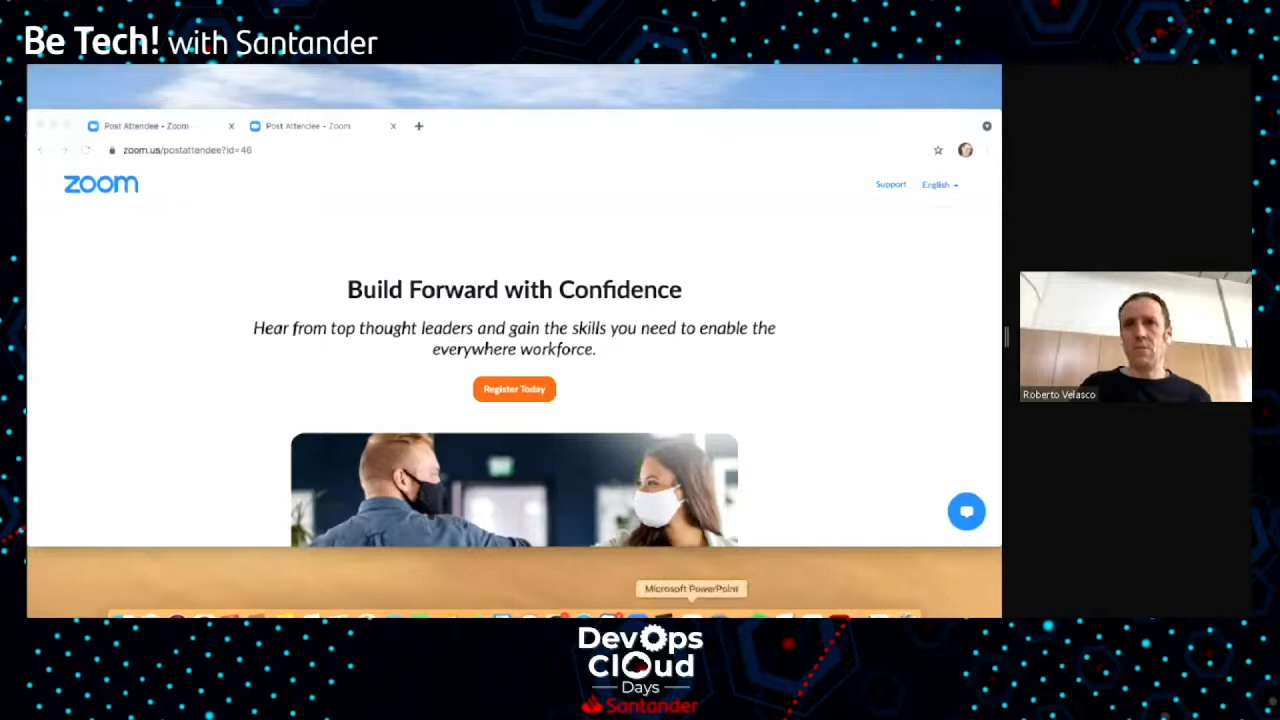 Be Tech! with Santander
Post Attendee - Zoom
Post Attendee - Zoom
zoom.us/postattendee?id=46
zoom
Support
English
Build Forward with Confidence
Hear from top thought leaders and gain the skills you need to enable the
everywhere workforce.
Register Today
Roberto Velasco
Microsoft PowerPoint
DevOps
Cloud
Days
Santander